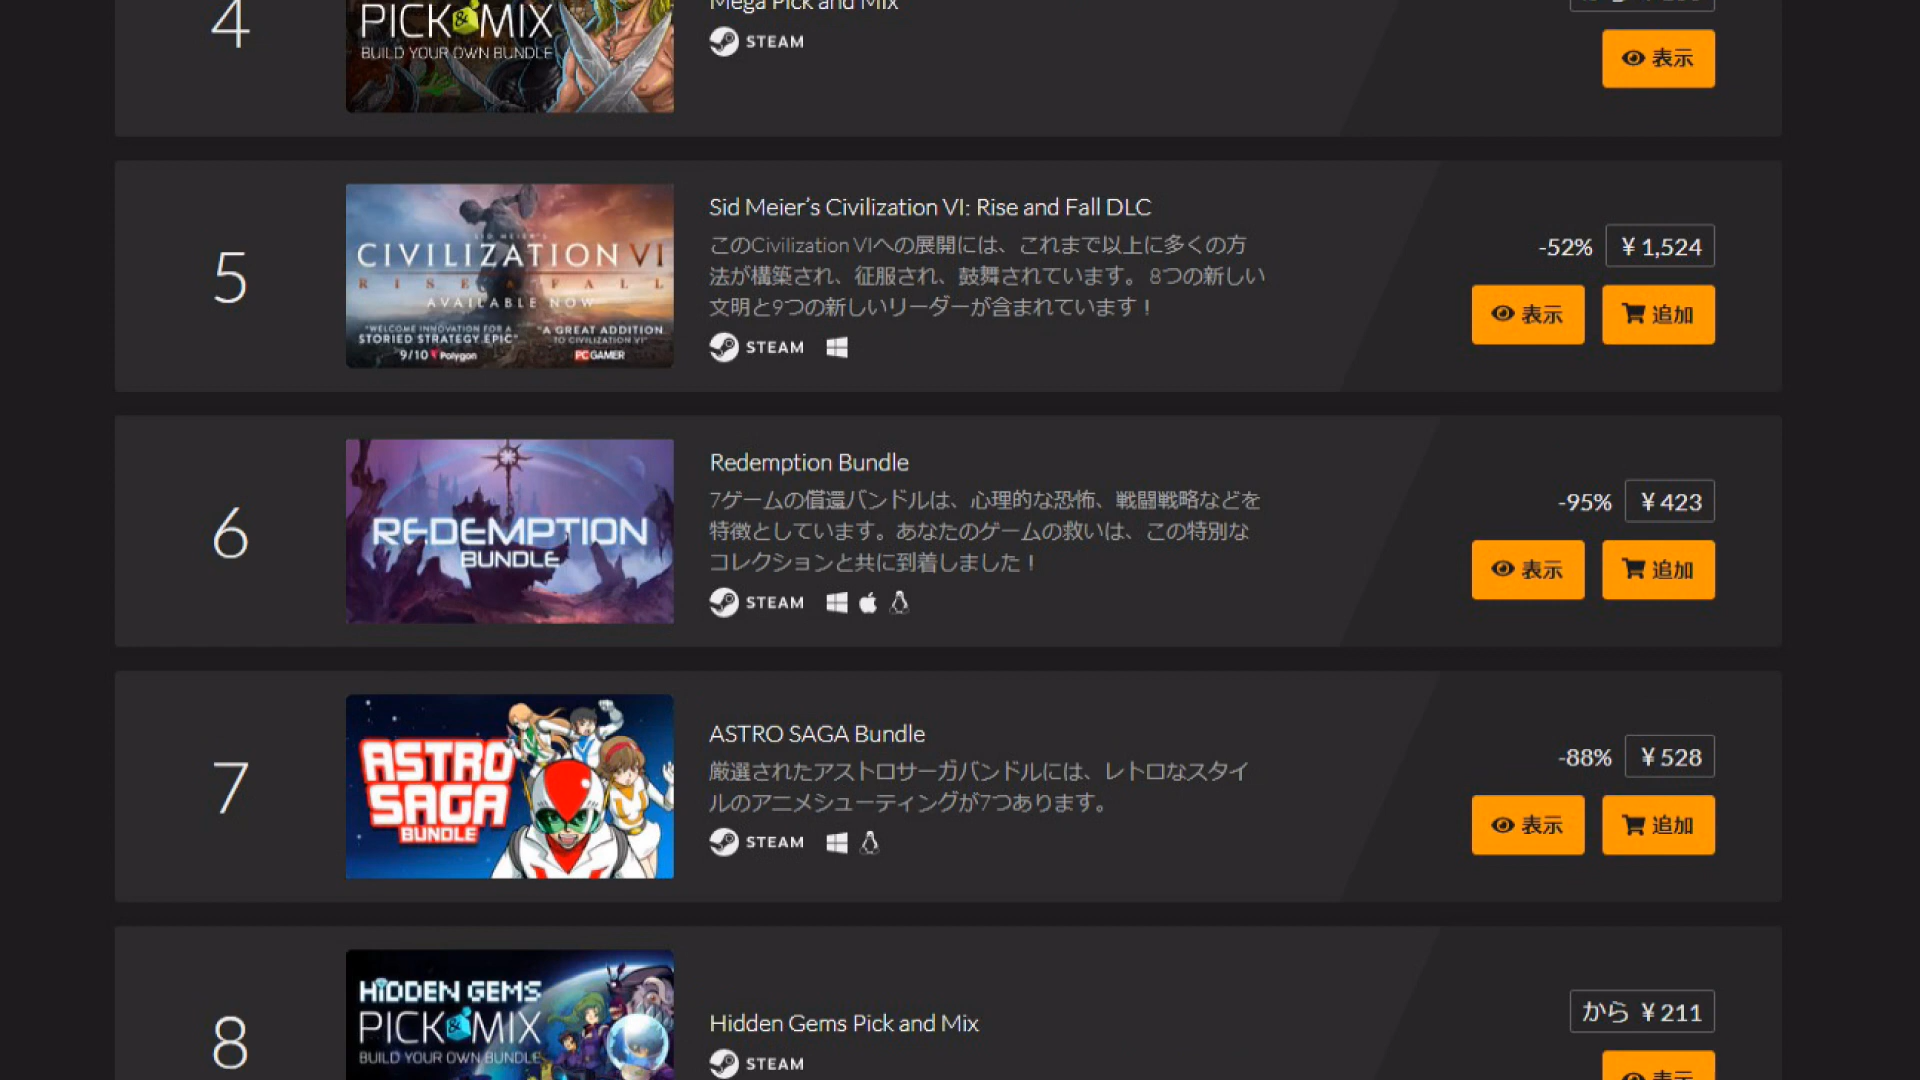 4
PICK & MIX
BUILD YOUR OWN BUNDLE
Mega Pick and Mix
STEAM
表示
5
SID MEIER'S
CIVILIZATION VI
RISE & FALL
AVAILABLE NOW
"WELCOME INNOVATION FOR A
STORIED STRATEGY EPIC"
9/10 Polygon
"A GREAT ADDITION
TO CIVILIZATION VI"
PC GAMER
Sid Meier's Civilization VI: Rise and Fall DLC
このCivilization VIへの展開には、これまで以上に多くの方
法が構築され、征服され、鼓舞されています。 8つの新しい
文明と9つの新しいリーダーが含まれています！
STEAM
-52% ¥ 1,524
表示 追加
6
REDEMPTION
BUNDLE
Redemption Bundle
7ゲームの償還バンドルは、心理的な恐怖、戦闘戦略などを
特徴としています。あなたのゲームの救いは、この特別な
コレクションと共に到着しました！
STEAM
-95% ¥ 423
表示 追加
7
ASTRO
SAGA
BUNDLE
ASTRO SAGA Bundle
厳選されたアストロサーガバンドルには、レトロなスタイ
ルのアニメシューティングが7つあります。
STEAM
-88% ¥ 528
表示 追加
8
HIDDEN GEMS
PICK & MIX
BUILD YOUR OWN BUNDLE
Hidden Gems Pick and Mix
STEAM
から ¥ 211
表示